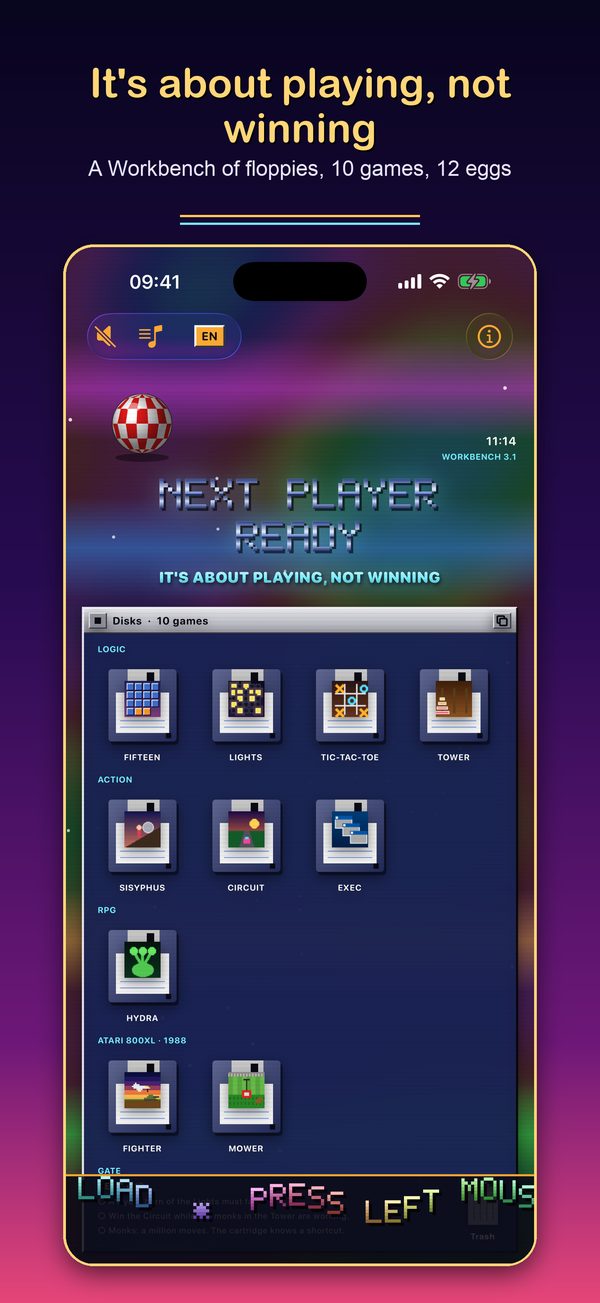 It's about playing, not
winning
A Workbench of floppies, 10 games, 12 eggs
09:41
EN
11:14
WORKBENCH 3.1
NEXT PLAYER
READY
IT'S ABOUT PLAYING, NOT WINNING
Disks · 10 games
LOGIC
FIFTEEN
LIGHTS
TIC-TAC-TOE
TOWER
ACTION
SISYPHUS
CIRCUIT
EXEC
RPG
HYDRA
ATARI 800XL · 1988
FIGHTER
MOWER
GATE
LOAD PRESS LEFT MOUS
Win the Circuit monks in the Tower are working.
Monks: a million moves. The cartridge knows a shortcut.
Trash